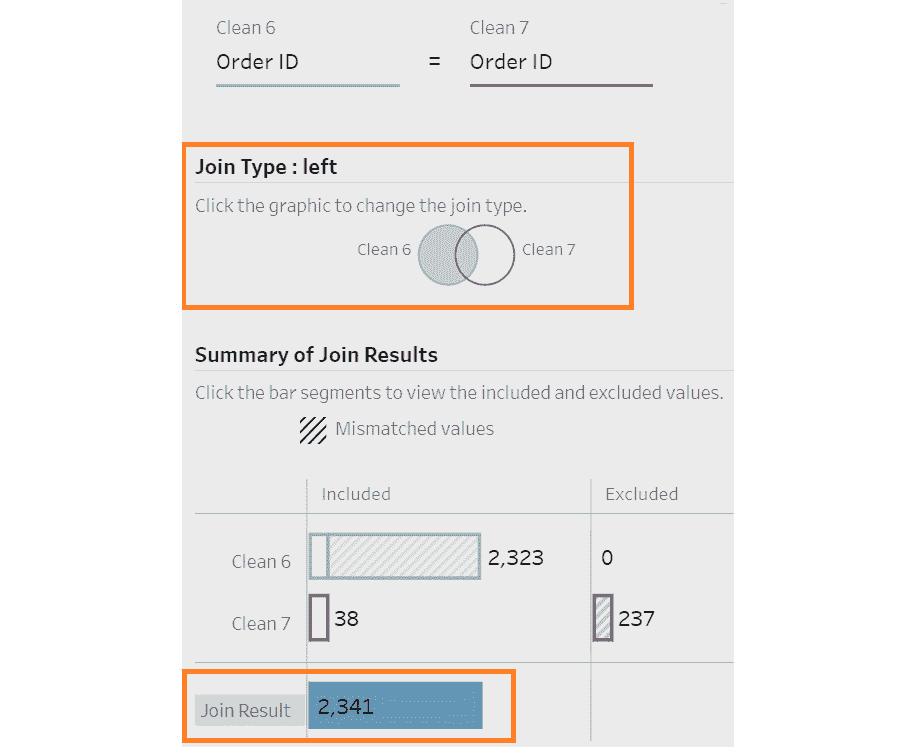 Clean 6 Clean 7
Order ID = Order ID
Join Type : left
Click the graphic to change the join type.
Clean 6 Clean 7
Summary of Join Results
Click the bar segments to view the included and excluded values.
Mismatched values
Included Excluded
Clean 6 2,323 0
Clean 7 38 237
Join Result 2,341